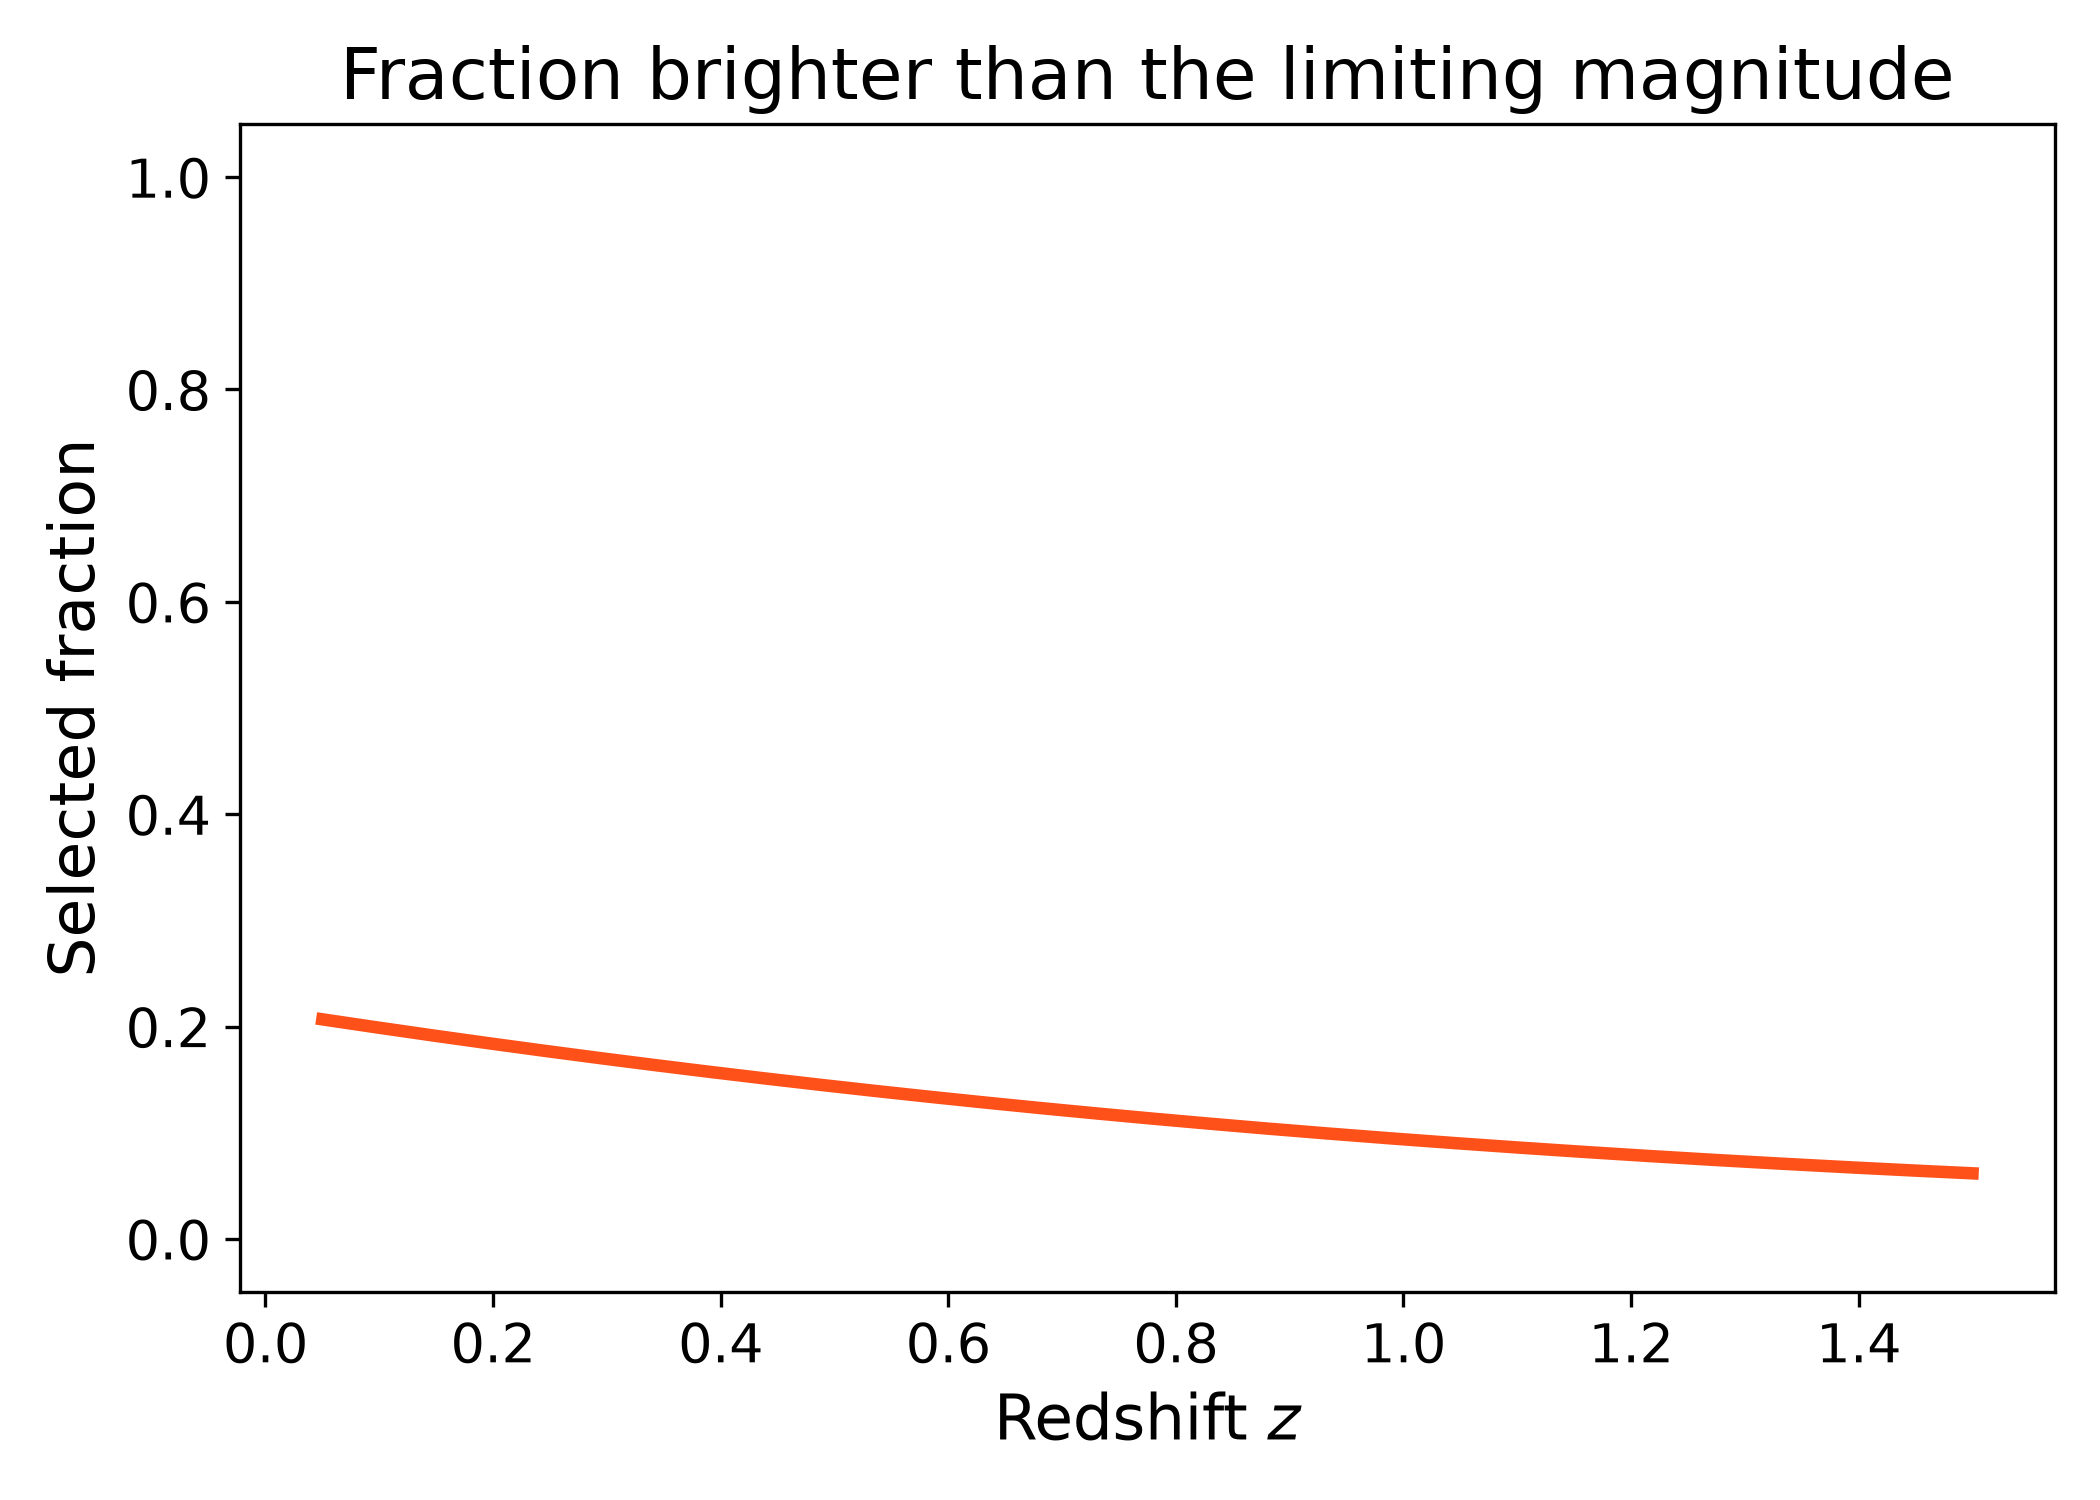 Fraction brighter than the limiting magnitude
1.0
0.8
0.6
0.4
0.2
0.0
Selected fraction
0.0 0.2 0.4 0.6 0.8 1.0 1.2 1.4
Redshift z